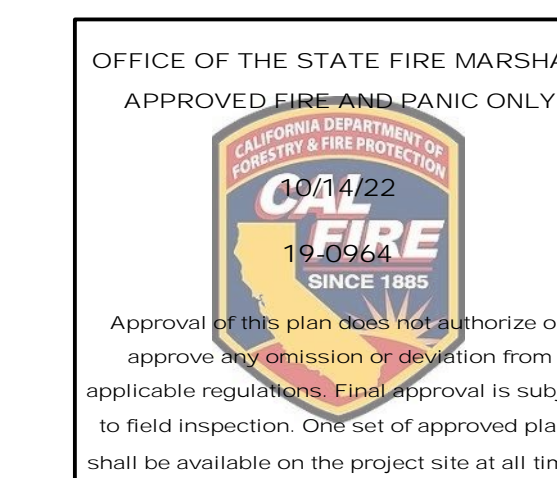 OFFICE OF THE STATE FIRE MARSHA
APPROVED FIRE AND PANIC ONLY
CALIFORNIA DEPARTMENT OF
FORESTRY & FIRE PROTECTION
10/14/22
CAL
FIRE
19-0964
SINCE 1885
Approval of this plan does not authorize o
approve any omission or deviation from
applicable regulations. Final approval is sub
to field inspection. One set of approved pla
shall be available on the project site at all tim